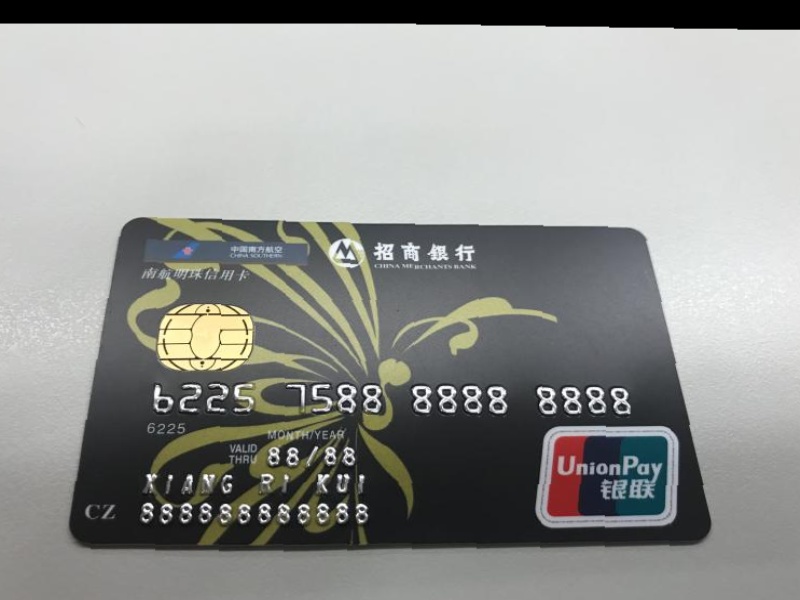 中国南方航空
CHINA SOUTHERN
招商银行
CHINA MERCHANTS BANK
南航明珠信用卡
6225 7588 8888 8888
6225
MONTH/YEAR
VALID THRU 88/88
XIANG RI KUI
CZ 888888888888
UnionPay
银联